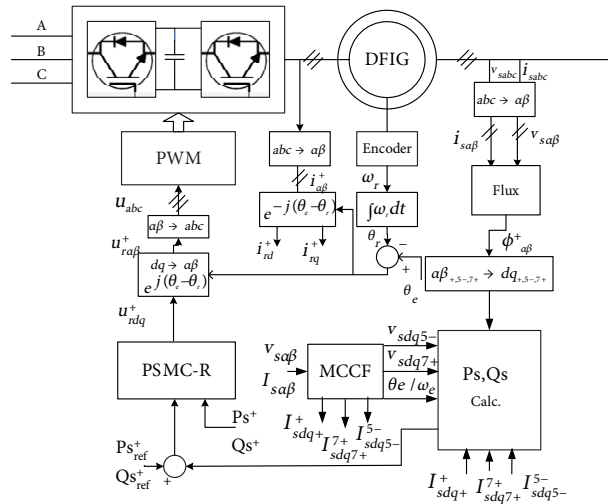 A
B
C
DFIG
v_sabc i_sabc
abc → αβ
i_sαβ v_sαβ
abc → αβ
Encoder
PWM
i⁺_αβ
ω_r
Flux
u_abc
e^−j(θ_e−θ_r)
∫ω_r dt
αβ → abc
θ_r −
ϕ⁺_αβ
u⁺_rαβ
dq → αβ
e^j(θ_e−θ_r)
i⁺_rd i⁺_rq
+
θ_e
αβ_+,5−,7+ → dq_+,5−,7+
u⁺_rdq
v_sαβ
I_sαβ
MCCF
v_sdq5−
v_sdq7+
θe / ω_e
Ps,Qs
Calc.
PSMC-R
I⁺_sdq+ I^7+_sdq7+ I^5−_sdq5−
Ps⁺
Qs⁺
Ps⁺_ref
Qs⁺_ref
+
I⁺_sdq+ I^7+_sdq7+ I^5−_sdq5−